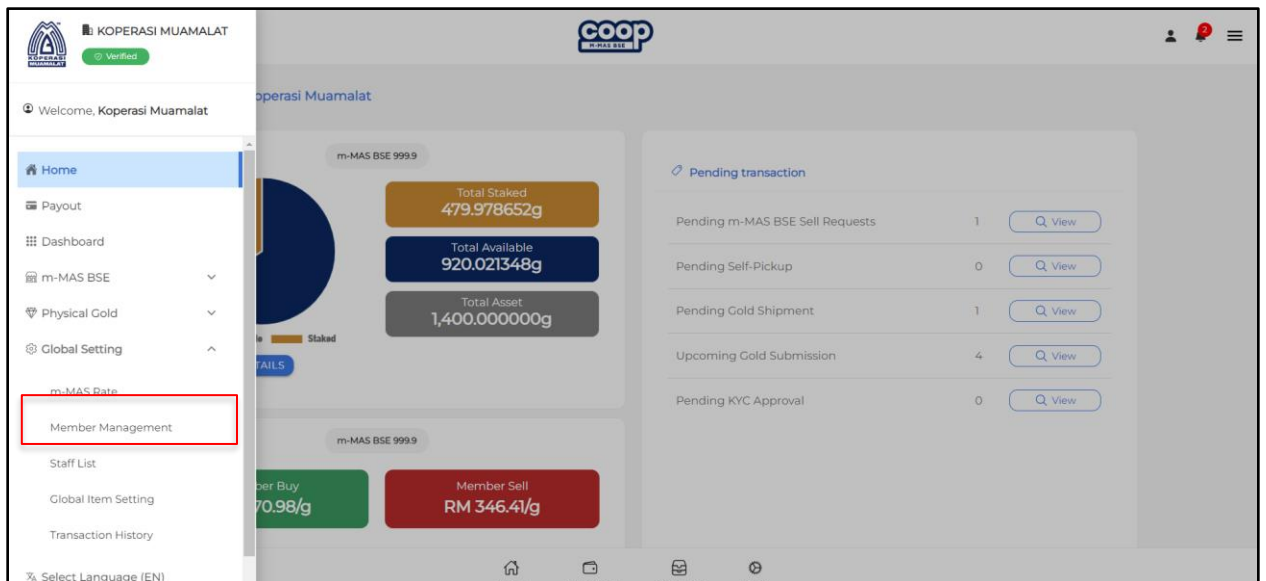 KOPERASI MUAMALAT
Verified
KOPERASI
MUAMALAT
Welcome, Koperasi Muamalat
Home
Payout
Dashboard
m-MAS BSE
Physical Gold
Global Setting
m-MAS Rate
Member Management
Staff List
Global Item Setting
Transaction History
Select Language (EN)
coop
M-MAS BSE
2
operasi Muamalat
m-MAS BSE 999.9
Total Staked
479.978652g
Total Available
920.021348g
Total Asset
1,400.000000g
le Staked
TAILS
m-MAS BSE 999.9
ber Buy
70.98/g
Member Sell
RM 346.41/g
Pending transaction
Pending m-MAS BSE Sell Requests 1 View
Pending Self-Pickup 0 View
Pending Gold Shipment 1 View
Upcoming Gold Submission 4 View
Pending KYC Approval 0 View